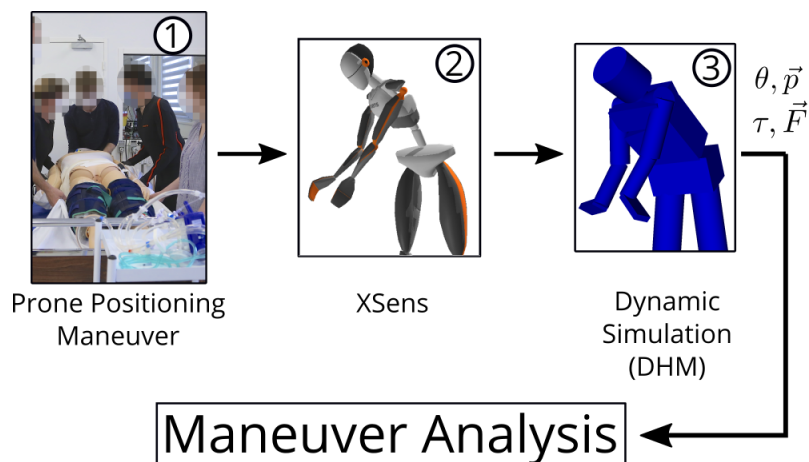 1
2
3
θ, p⃗
τ, F⃗
Prone Positioning
Maneuver
XSens
Dynamic
Simulation
(DHM)
Maneuver Analysis